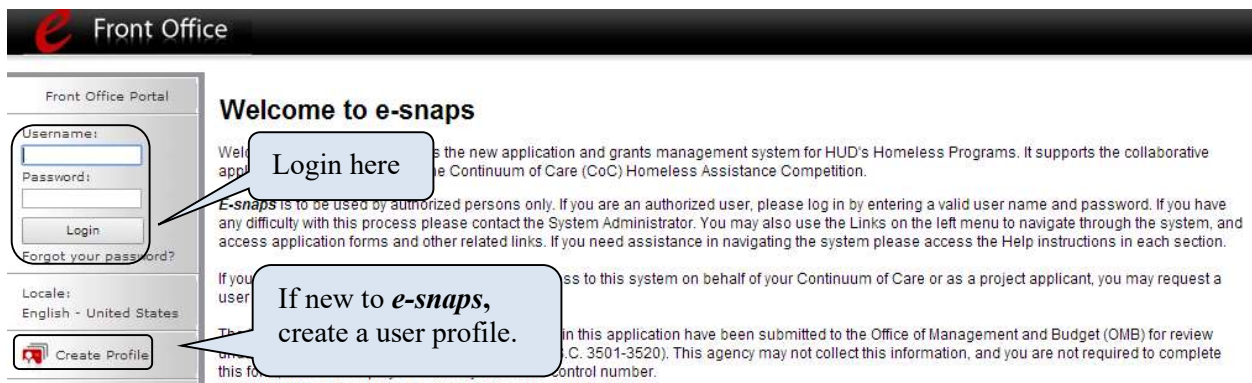 e Front Office
Front Office Portal
Username:
Password:
Login
Forgot your password?
Locale:
English - United States
Create Profile
Welcome to e-snaps
Login here
s the new application and grants management system for HUD's Homeless Programs. It supports the collaborative
e Continuum of Care (CoC) Homeless Assistance Competition.
E-snaps is to be used by authorized persons only. If you are an authorized user, please log in by entering a valid user name and password. If you have
any difficulty with this process please contact the System Administrator. You may also use the Links on the left menu to navigate through the system, and
access application forms and other related links. If you need assistance in navigating the system please access the Help instructions in each section.
If you ss to this system on behalf of your Continuum of Care or as a project applicant, you may request a
user
If new to e-snaps,
create a user profile.
in this application have been submitted to the Office of Management and Budget (OMB) for review
.C. 3501-3520). This agency may not collect this information, and you are not required to complete
this control number.